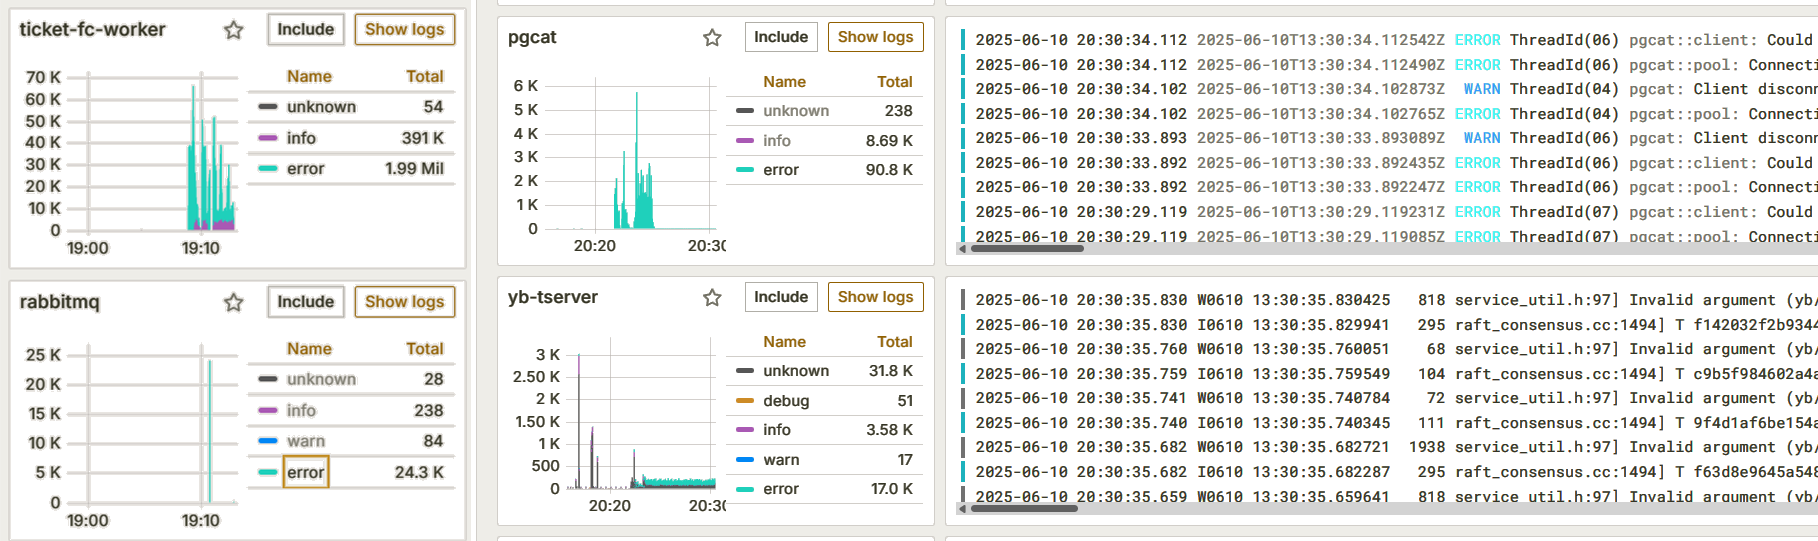 ticket-fc-worker
Include
Show logs
Name Total
unknown 54
info 391 K
error 1.99 Mil
70 K
60 K
50 K
40 K
30 K
20 K
10 K
0
19:00 19:10
rabbitmq
Include
Show logs
Name Total
unknown 28
info 238
warn 84
error 24.3 K
25 K
20 K
15 K
10 K
5 K
0
19:00 19:10
pgcat
Include
Show logs
Name Total
unknown 238
info 8.69 K
error 90.8 K
6 K
5 K
4 K
3 K
2 K
1 K
0
20:20 20:30
2025-06-10 20:30:34.112 2025-06-10T13:30:34.112542Z ERROR ThreadId(06) pgcat::client: Could
2025-06-10 20:30:34.112 2025-06-10T13:30:34.112490Z ERROR ThreadId(06) pgcat::pool: Connecti
2025-06-10 20:30:34.102 2025-06-10T13:30:34.102873Z WARN ThreadId(04) pgcat: Client disconn
2025-06-10 20:30:34.102 2025-06-10T13:30:34.102765Z ERROR ThreadId(04) pgcat::pool: Connecti
2025-06-10 20:30:33.893 2025-06-10T13:30:33.893089Z WARN ThreadId(06) pgcat: Client disconn
2025-06-10 20:30:33.892 2025-06-10T13:30:33.892435Z ERROR ThreadId(06) pgcat::client: Could
2025-06-10 20:30:33.892 2025-06-10T13:30:33.892247Z ERROR ThreadId(06) pgcat::pool: Connecti
2025-06-10 20:30:29.119 2025-06-10T13:30:29.119231Z ERROR ThreadId(07) pgcat::client: Could
2025-06-10 20:30:29.119 2025-06-10T13:30:29.119085Z ERROR ThreadId(07) pgcat::pool: Connecti
yb-tserver
Include
Show logs
Name Total
unknown 31.8 K
debug 51
info 3.58 K
warn 17
error 17.0 K
3 K
2.50 K
2 K
1.50 K
1 K
500
0
20:20 20:30
2025-06-10 20:30:35.830 W0610 13:30:35.830425 818 service_util.h:97] Invalid argument (yb/
2025-06-10 20:30:35.830 I0610 13:30:35.829941 295 raft_consensus.cc:1494] T f142032f2b9344
2025-06-10 20:30:35.760 W0610 13:30:35.760051 68 service_util.h:97] Invalid argument (yb/
2025-06-10 20:30:35.759 I0610 13:30:35.759549 104 raft_consensus.cc:1494] T c9b5f984602a4a
2025-06-10 20:30:35.741 W0610 13:30:35.740784 72 service_util.h:97] Invalid argument (yb/
2025-06-10 20:30:35.740 I0610 13:30:35.740345 111 raft_consensus.cc:1494] T 9f4d1af6be154a
2025-06-10 20:30:35.682 W0610 13:30:35.682721 1938 service_util.h:97] Invalid argument (yb/
2025-06-10 20:30:35.682 I0610 13:30:35.682287 295 raft_consensus.cc:1494] T f63d8e9645a548
2025-06-10 20:30:35.659 W0610 13:30:35.659641 818 service_util.h:97] Invalid argument (yb/